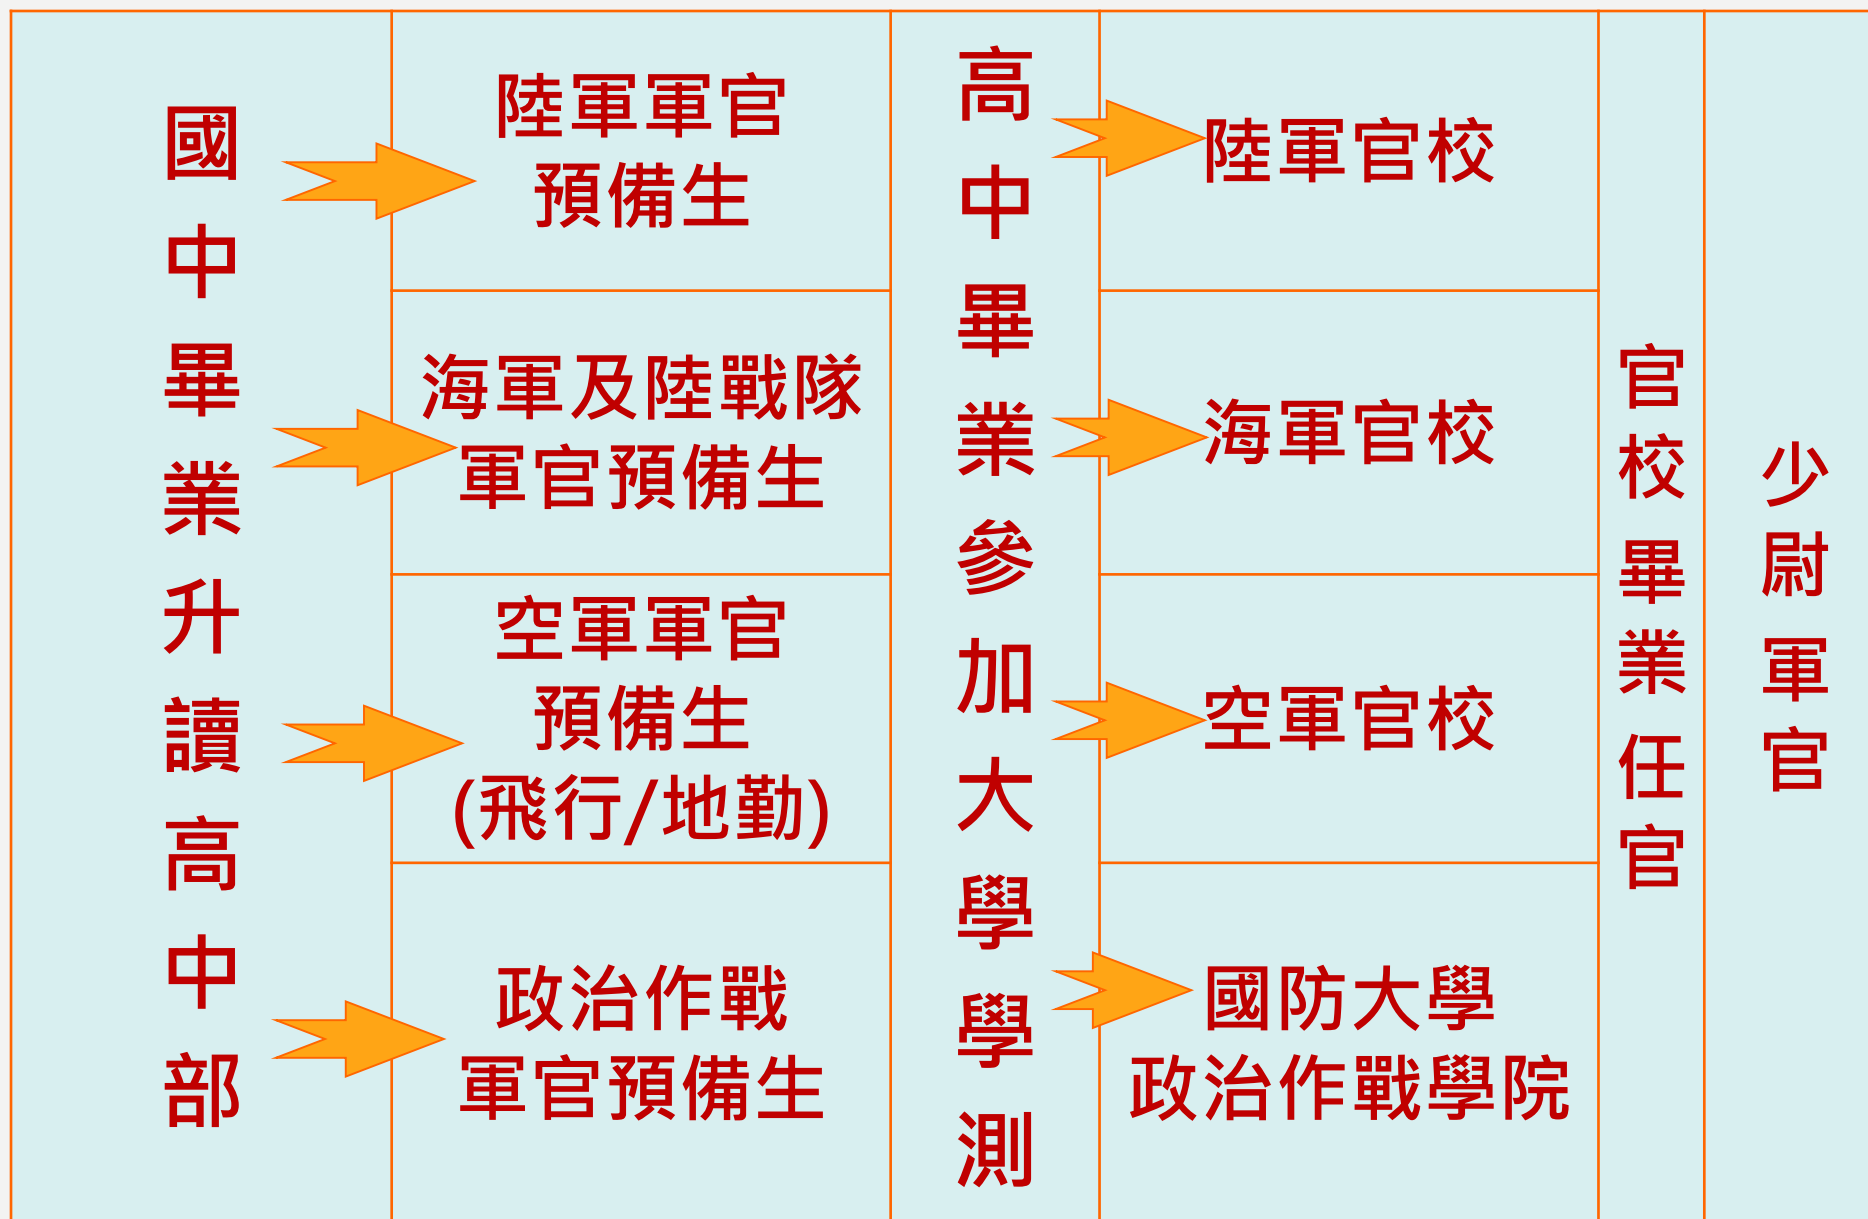 國中畢業升讀高中部
陸軍軍官
預備生
海軍及陸戰隊
軍官預備生
空軍軍官
預備生
(飛行/地勤)
政治作戰
軍官預備生
高中畢業參加大學學測
陸軍官校
海軍官校
空軍官校
國防大學
政治作戰學院
官校畢業任官
少尉軍官